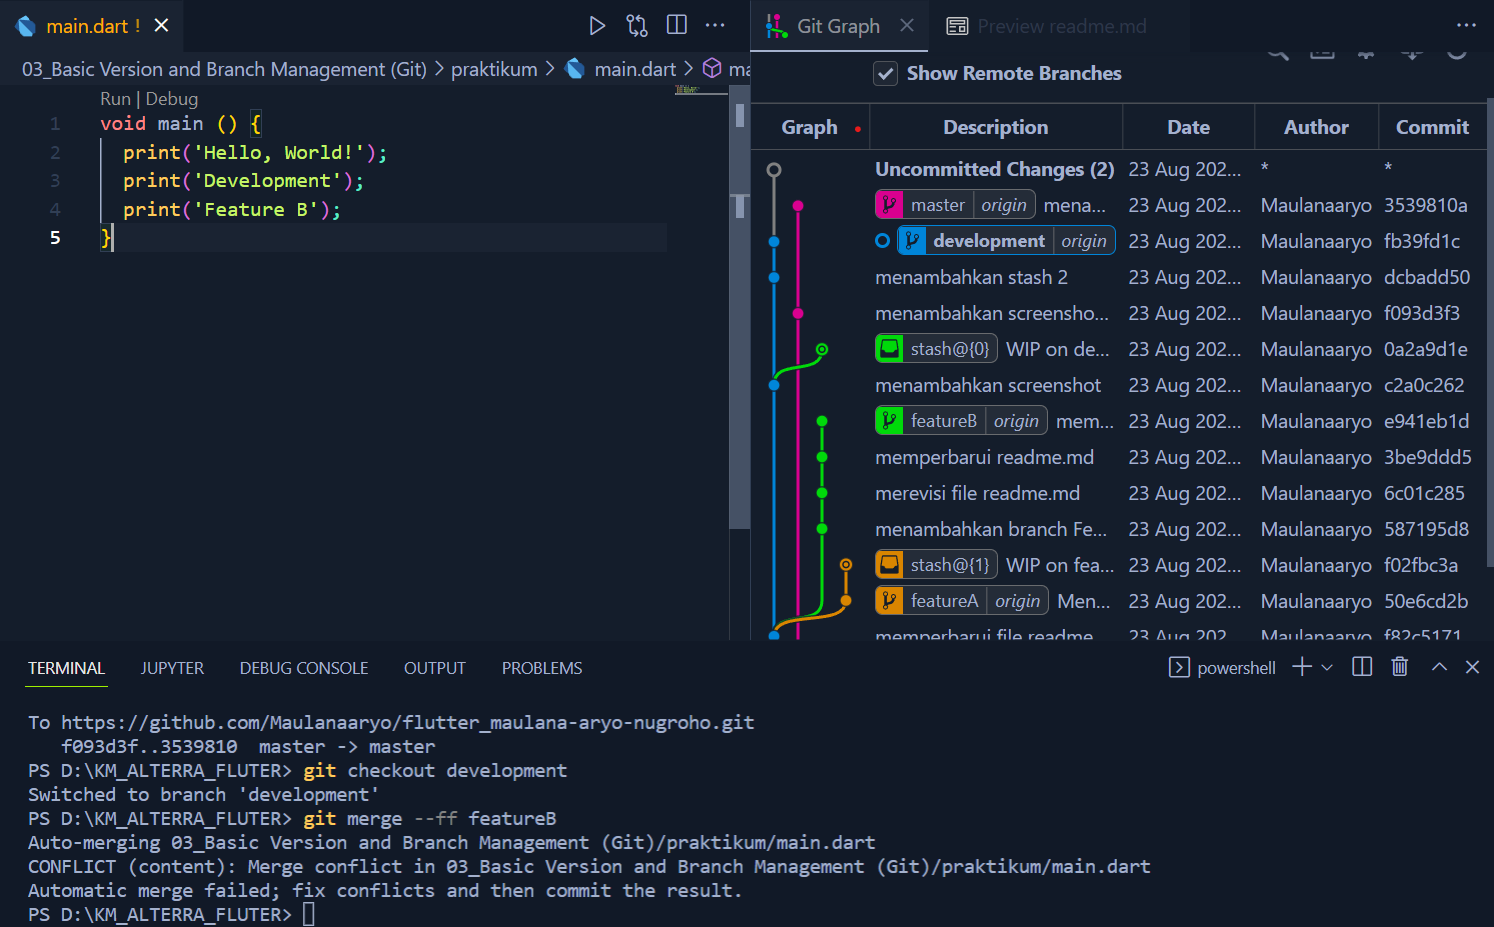 main.dart !
03_Basic Version and Branch Management (Git) > praktikum > main.dart > ma
Run | Debug
1 void main () {
2 print('Hello, World!');
3 print('Development');
4 print('Feature B');
5 }
Git Graph
Preview readme.md
Show Remote Branches
Graph Description Date Author Commit
Uncommitted Changes (2) 23 Aug 202... * *
master origin mena... 23 Aug 202... Maulanaaryo 3539810a
development origin 23 Aug 202... Maulanaaryo fb39fd1c
menambahkan stash 2 23 Aug 202... Maulanaaryo dcbadd50
menambahkan screensho... 23 Aug 202... Maulanaaryo f093d3f3
stash@{0} WIP on de... 23 Aug 202... Maulanaaryo 0a2a9d1e
menambahkan screenshot 23 Aug 202... Maulanaaryo c2a0c262
featureB origin mem... 23 Aug 202... Maulanaaryo e941eb1d
memperbarui readme.md 23 Aug 202... Maulanaaryo 3be9ddd5
merevisi file readme.md 23 Aug 202... Maulanaaryo 6c01c285
menambahkan branch Fe... 23 Aug 202... Maulanaaryo 587195d8
stash@{1} WIP on fea... 23 Aug 202... Maulanaaryo f02fbc3a
featureA origin Men... 23 Aug 202... Maulanaaryo 50e6cd2b
memperbarui file readme 23 Aug 202... Maulanaaryo f82c5171
TERMINAL JUPYTER DEBUG CONSOLE OUTPUT PROBLEMS
powershell
To https://github.com/Maulanaaryo/flutter_maulana-aryo-nugroho.git
f093d3f..3539810 master -> master
PS D:\KM_ALTERRA_FLUTER> git checkout development
Switched to branch 'development'
PS D:\KM_ALTERRA_FLUTER> git merge --ff featureB
Auto-merging 03_Basic Version and Branch Management (Git)/praktikum/main.dart
CONFLICT (content): Merge conflict in 03_Basic Version and Branch Management (Git)/praktikum/main.dart
Automatic merge failed; fix conflicts and then commit the result.
PS D:\KM_ALTERRA_FLUTER>